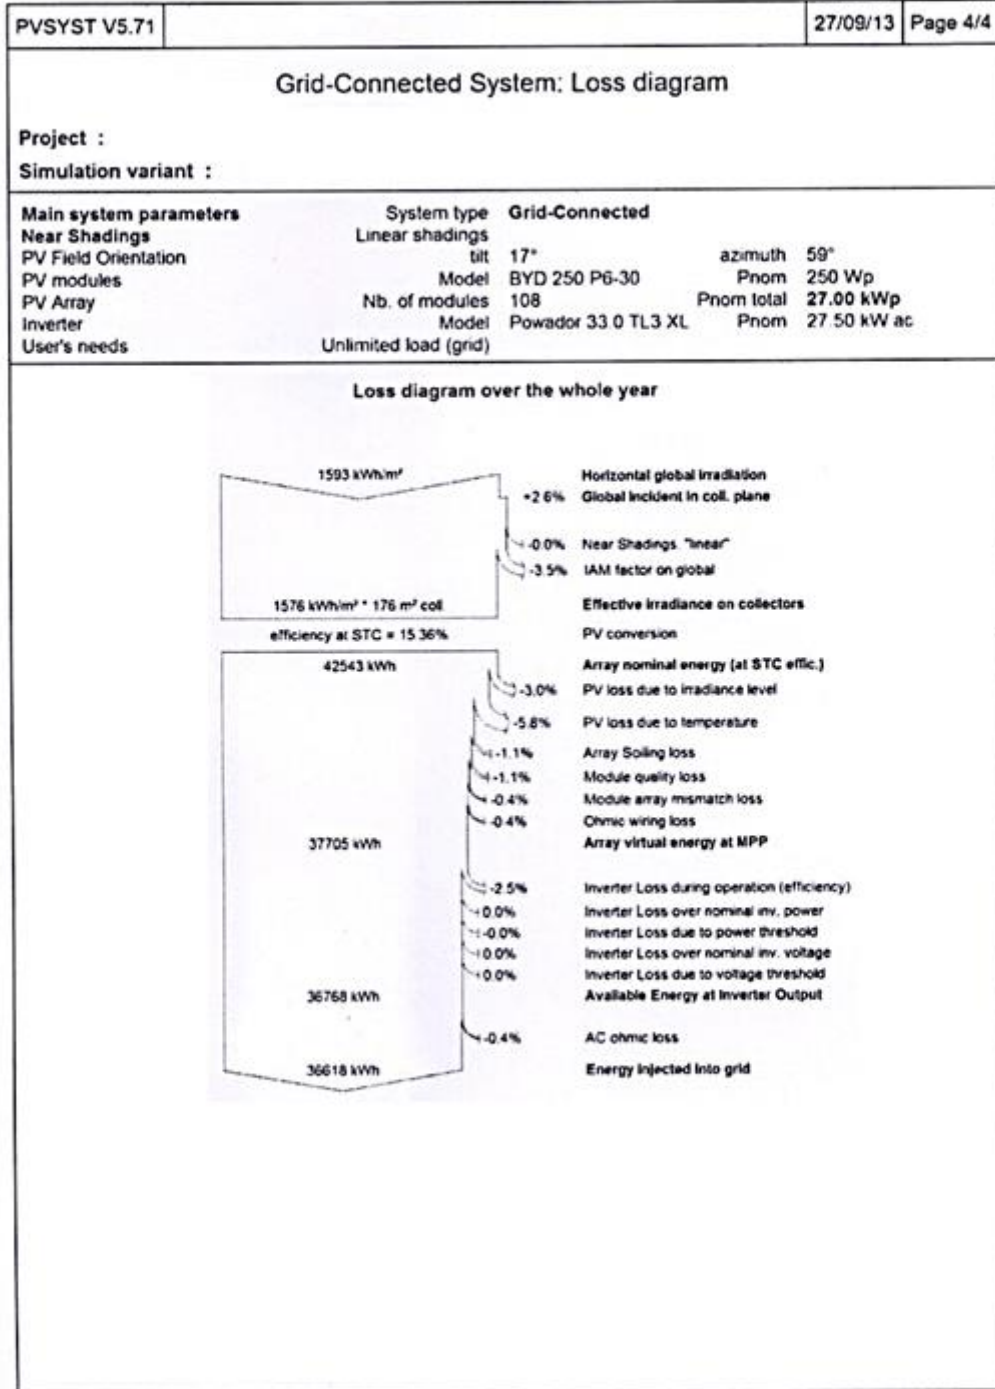 PVSYST V5.71 27/09/13 Page 4/4
Grid-Connected System: Loss diagram
Project :
Simulation variant :
Main system parameters System type Grid-Connected
Near Shadings Linear shadings
PV Field Orientation tilt 17° azimuth 59°
PV modules Model BYD 250 P6-30 Pnom 250 Wp
PV Array Nb. of modules 108 Pnom total 27.00 kWp
Inverter Model Powador 33.0 TL3 XL Pnom 27.50 kW ac
User's needs Unlimited load (grid)
Loss diagram over the whole year
1593 kWh/m² Horizontal global irradiation
+2.6% Global incident in coll. plane
-0.0% Near Shadings. "linear"
-3.5% IAM factor on global
1576 kWh/m² * 176 m² coll. Effective irradiance on collectors
efficiency at STC = 15.36% PV conversion
42543 kWh Array nominal energy (at STC effic.)
-3.0% PV loss due to irradiance level
-5.8% PV loss due to temperature
-1.1% Array Soiling loss
-1.1% Module quality loss
-0.4% Module array mismatch loss
-0.4% Ohmic wiring loss
37705 kWh Array virtual energy at MPP
-2.5% Inverter Loss during operation (efficiency)
0.0% Inverter Loss over nominal inv. power
-0.0% Inverter Loss due to power threshold
0.0% Inverter Loss over nominal inv. voltage
0.0% Inverter Loss due to voltage threshold
36768 kWh Available Energy at Inverter Output
-0.4% AC ohmic loss
36618 kWh Energy injected into grid